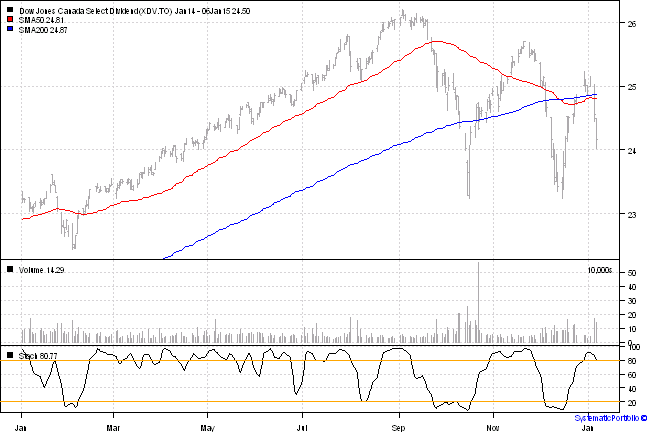 Dow Jones Canada Select Dividend(XDV.TO) Jan14 - 06Jan15 24.50
SMA50 24.81
SMA200 24.87
26
25
24
23
Volume 14.29
10,000s
50
40
30
20
10
0
Stoch 80.77
100
80
60
40
20
Jan
Mar
May
Jul
Sep
Nov
Jan
SystematicPortfolio ©